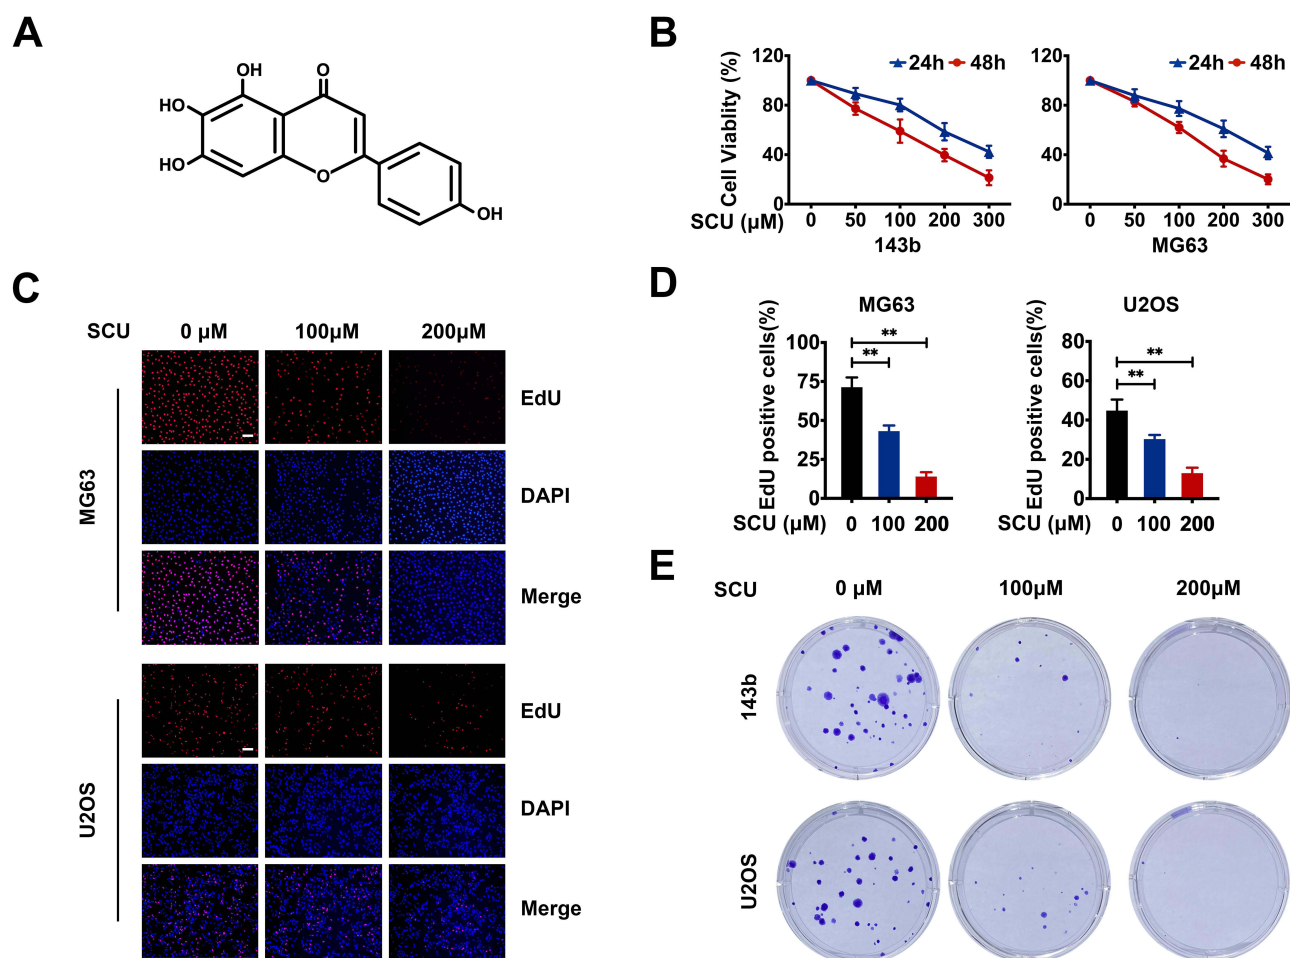 A
OH
O
HO
HO
O
OH
B
Cell Viablity (%)
120
80
40
0
24h 48h
SCU (μM) 0 50 100 200 300
143b
120
80
40
0
24h 48h
0 50 100 200 300
MG63
C
SCU 0 μM 100μM 200μM
MG63
EdU
DAPI
Merge
U2OS
EdU
DAPI
Merge
D
MG63
EdU positive cells(%)
100
75
50
25
0
**
**
SCU (μM) 0 100 200
U2OS
EdU positive cells(%)
80
60
40
20
0
**
**
SCU (μM) 0 100 200
E
SCU 0 μM 100μM 200μM
143b
U2OS